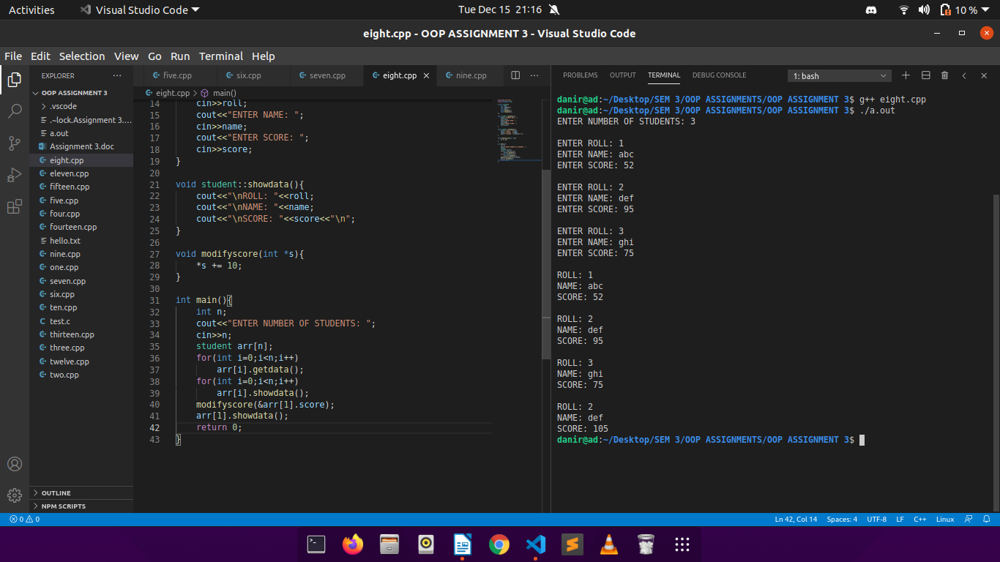 Activities
Visual Studio Code
Tue Dec 15 21:16
10 %
eight.cpp - OOP ASSIGNMENT 3 - Visual Studio Code
File Edit Selection View Go Run Terminal Help
EXPLORER
OOP ASSIGNMENT 3
.vscode
.~lock.Assignment 3....
a.out
Assignment 3.doc
eight.cpp
eleven.cpp
fifteen.cpp
five.cpp
four.cpp
fourteen.cpp
hello.txt
nine.cpp
one.cpp
seven.cpp
six.cpp
ten.cpp
test.c
thirteen.cpp
three.cpp
twelve.cpp
two.cpp
OUTLINE
NPM SCRIPTS
five.cpp six.cpp seven.cpp eight.cpp nine.cpp
eight.cpp > main()
14 cin>>roll;
15 cout<<"ENTER NAME: ";
16 cin>>name;
17 cout<<"ENTER SCORE: ";
18 cin>>score;
19 }
20
21 void student::showdata(){
22 cout<<"\nROLL: "<<roll;
23 cout<<"\nNAME: "<<name;
24 cout<<"\nSCORE: "<<score<<"\n";
25 }
26
27 void modifyscore(int *s){
28 *s += 10;
29 }
30
31 int main(){
32 int n;
33 cout<<"ENTER NUMBER OF STUDENTS: ";
34 cin>>n;
35 student arr[n];
36 for(int i=0;i<n;i++)
37 arr[i].getdata();
38 for(int i=0;i<n;i++)
39 arr[i].showdata();
40 modifyscore(&arr[1].score);
41 arr[1].showdata();
42 return 0;
43 }
PROBLEMS OUTPUT TERMINAL DEBUG CONSOLE
1: bash
danir@ad:~/Desktop/SEM 3/OOP ASSIGNMENTS/OOP ASSIGNMENT 3$ g++ eight.cpp
danir@ad:~/Desktop/SEM 3/OOP ASSIGNMENTS/OOP ASSIGNMENT 3$ ./a.out
ENTER NUMBER OF STUDENTS: 3
ENTER ROLL: 1
ENTER NAME: abc
ENTER SCORE: 52
ENTER ROLL: 2
ENTER NAME: def
ENTER SCORE: 95
ENTER ROLL: 3
ENTER NAME: ghi
ENTER SCORE: 75
ROLL: 1
NAME: abc
SCORE: 52
ROLL: 2
NAME: def
SCORE: 95
ROLL: 3
NAME: ghi
SCORE: 75
ROLL: 2
NAME: def
SCORE: 105
danir@ad:~/Desktop/SEM 3/OOP ASSIGNMENTS/OOP ASSIGNMENT 3$
0 0
Ln 42, Col 14 Spaces: 4 UTF-8 LF C++ Linux